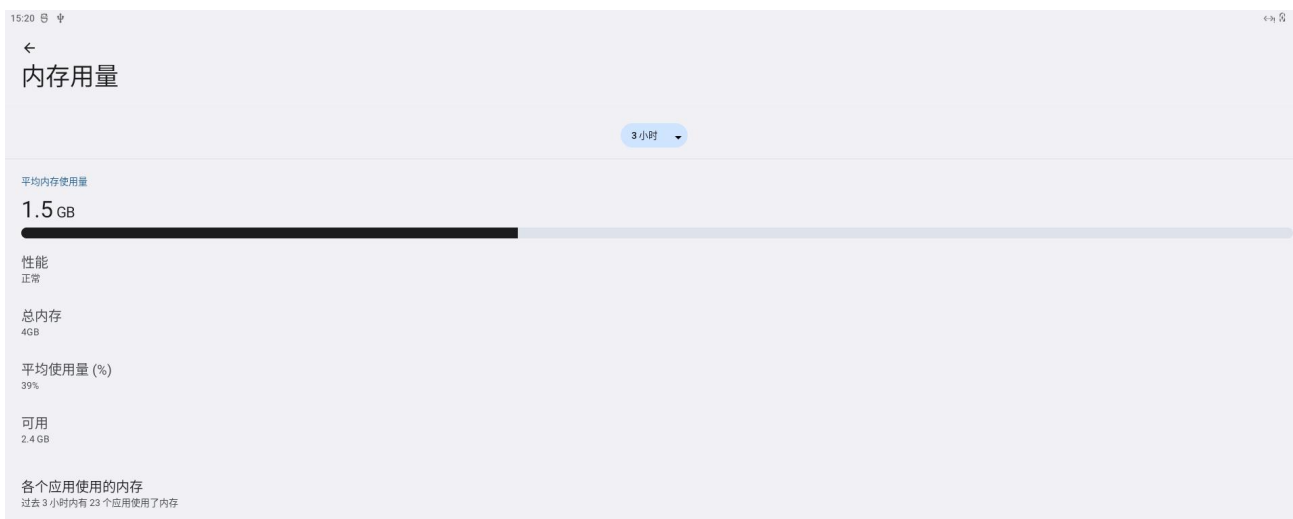 15:20
内存用量
3 小时
平均内存使用量
1.5 GB
性能
正常
总内存
4GB
平均使用量 (%)
39%
可用
2.4 GB
各个应用使用的内存
过去 3 小时内有 23 个应用使用了内存